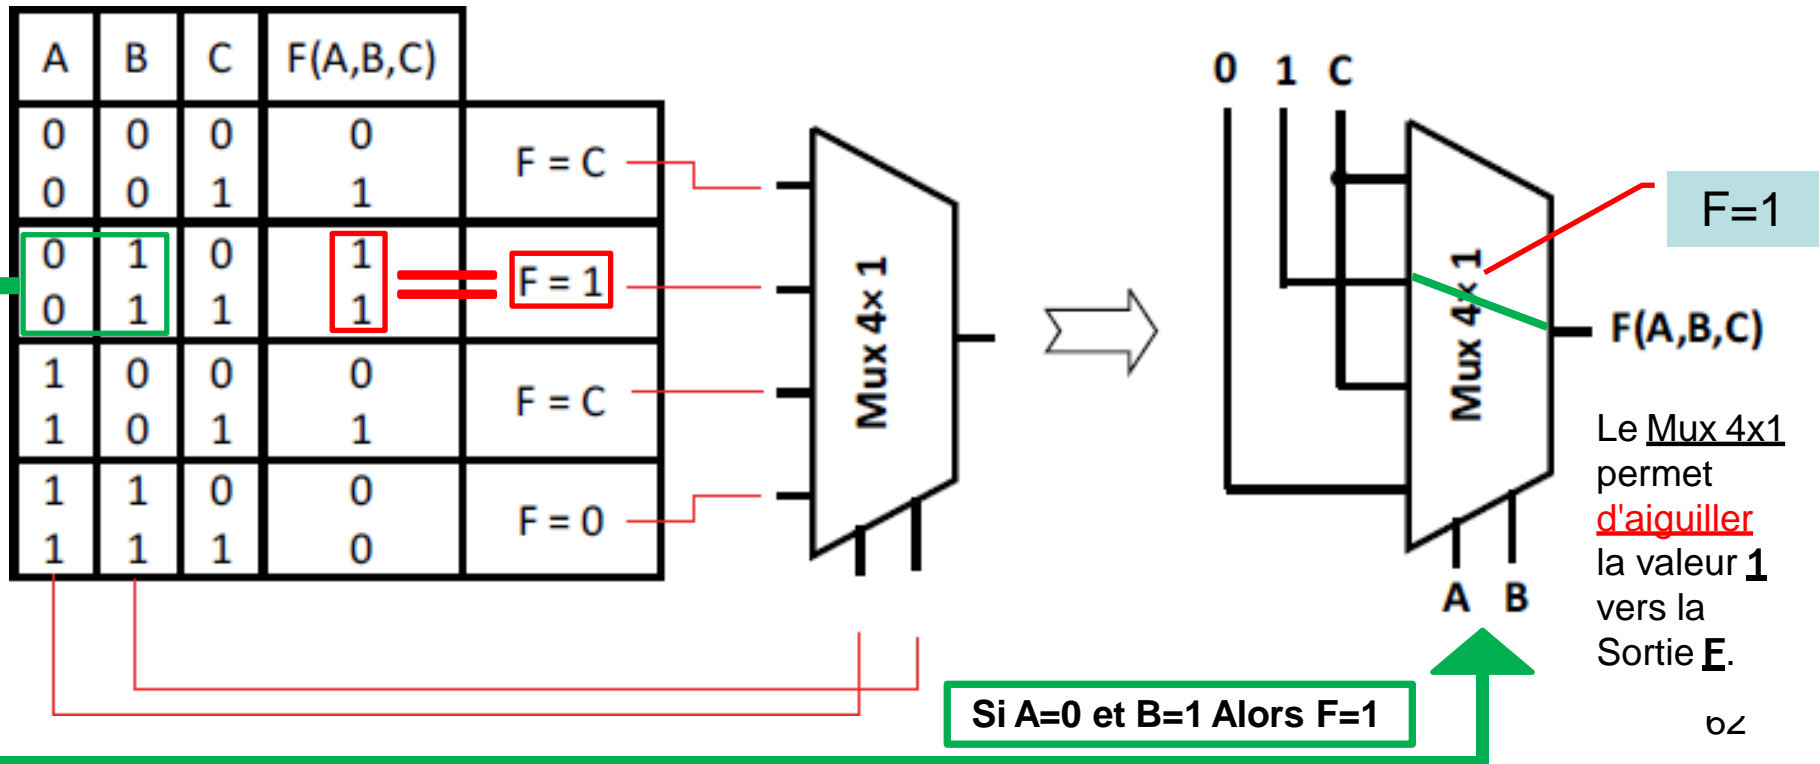 A B C F(A,B,C)
0 0 0 0
F = C
0 0 1 1
0 1 0 1
F = 1
0 1 1 1
1 0 0 0
F = C
1 0 1 1
1 1 0 0
F = 0
1 1 1 0
Mux 4× 1
0 1 C
Mux 4× 1
F=1
F(A,B,C)
A B
Le Mux 4x1
permet
d'aiguiller
la valeur 1
vers la
Sortie F.
Si A=0 et B=1 Alors F=1
62